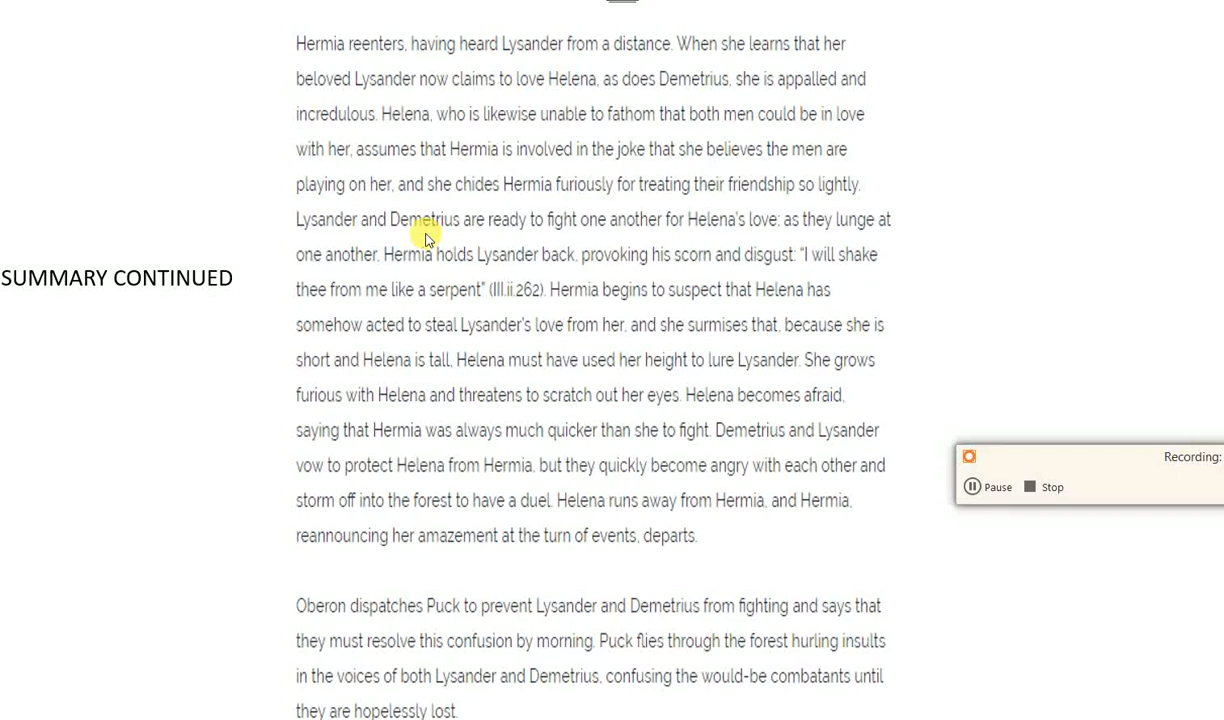 Hermia reenters, having heard Lysander from a distance. When she learns that her
beloved Lysander now claims to love Helena, as does Demetrius, she is appalled and
incredulous. Helena, who is likewise unable to fathom that both men could be in love
with her, assumes that Hermia is involved in the joke that she believes the men are
playing on her, and she chides Hermia furiously for treating their friendship so lightly.
Lysander and Demetrius are ready to fight one another for Helena's love; as they lunge at
one another, Hermia holds Lysander back, provoking his scorn and disgust: “I will shake
thee from me like a serpent” (III.ii.262). Hermia begins to suspect that Helena has
somehow acted to steal Lysander's love from her, and she surmises that, because she is
short and Helena is tall, Helena must have used her height to lure Lysander. She grows
furious with Helena and threatens to scratch out her eyes. Helena becomes afraid,
saying that Hermia was always much quicker than she to fight. Demetrius and Lysander
vow to protect Helena from Hermia, but they quickly become angry with each other and
storm off into the forest to have a duel. Helena runs away from Hermia, and Hermia,
reannouncing her amazement at the turn of events, departs.
Oberon dispatches Puck to prevent Lysander and Demetrius from fighting and says that
they must resolve this confusion by morning. Puck flies through the forest hurling insults
in the voices of both Lysander and Demetrius, confusing the would-be combatants until
they are hopelessly lost.
SUMMARY CONTINUED
Recording:
Pause Stop